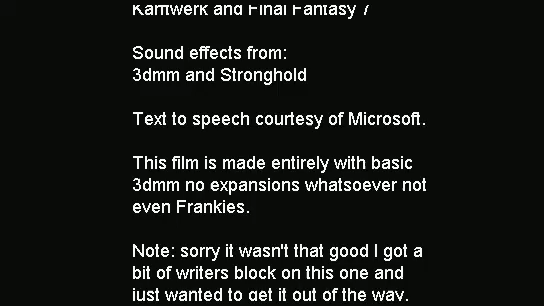 Karftwerk and Final Fantasy 7
Sound effects from:
3dmm and Stronghold
Text to speech courtesy of Microsoft.
This film is made entirely with basic
3dmm no expansions whatsoever not
even Frankies.
Note: sorry it wasn't that good I got a
bit of writers block on this one and
just wanted to get it out of the way.